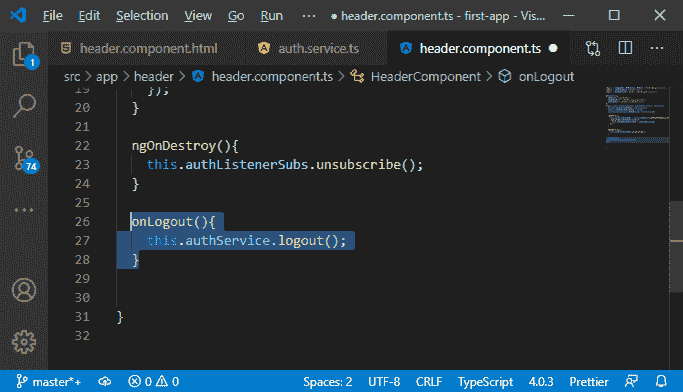 File Edit View Go Run ··· ● header.component.ts - first-app - Vis...
header.component.html auth.service.ts header.component.ts ●
src > app > header > header.component.ts > HeaderComponent > onLogout
19 });
20 }
21
22 ngOnDestroy(){
23 this.authListenerSubs.unsubscribe();
24 }
25
26 onLogout(){
27 this.authService.logout();
28 }
29
30
31 }
32
1
74
master*+ 0 0 Spaces: 2 UTF-8 CRLF TypeScript 4.0.3 Prettier